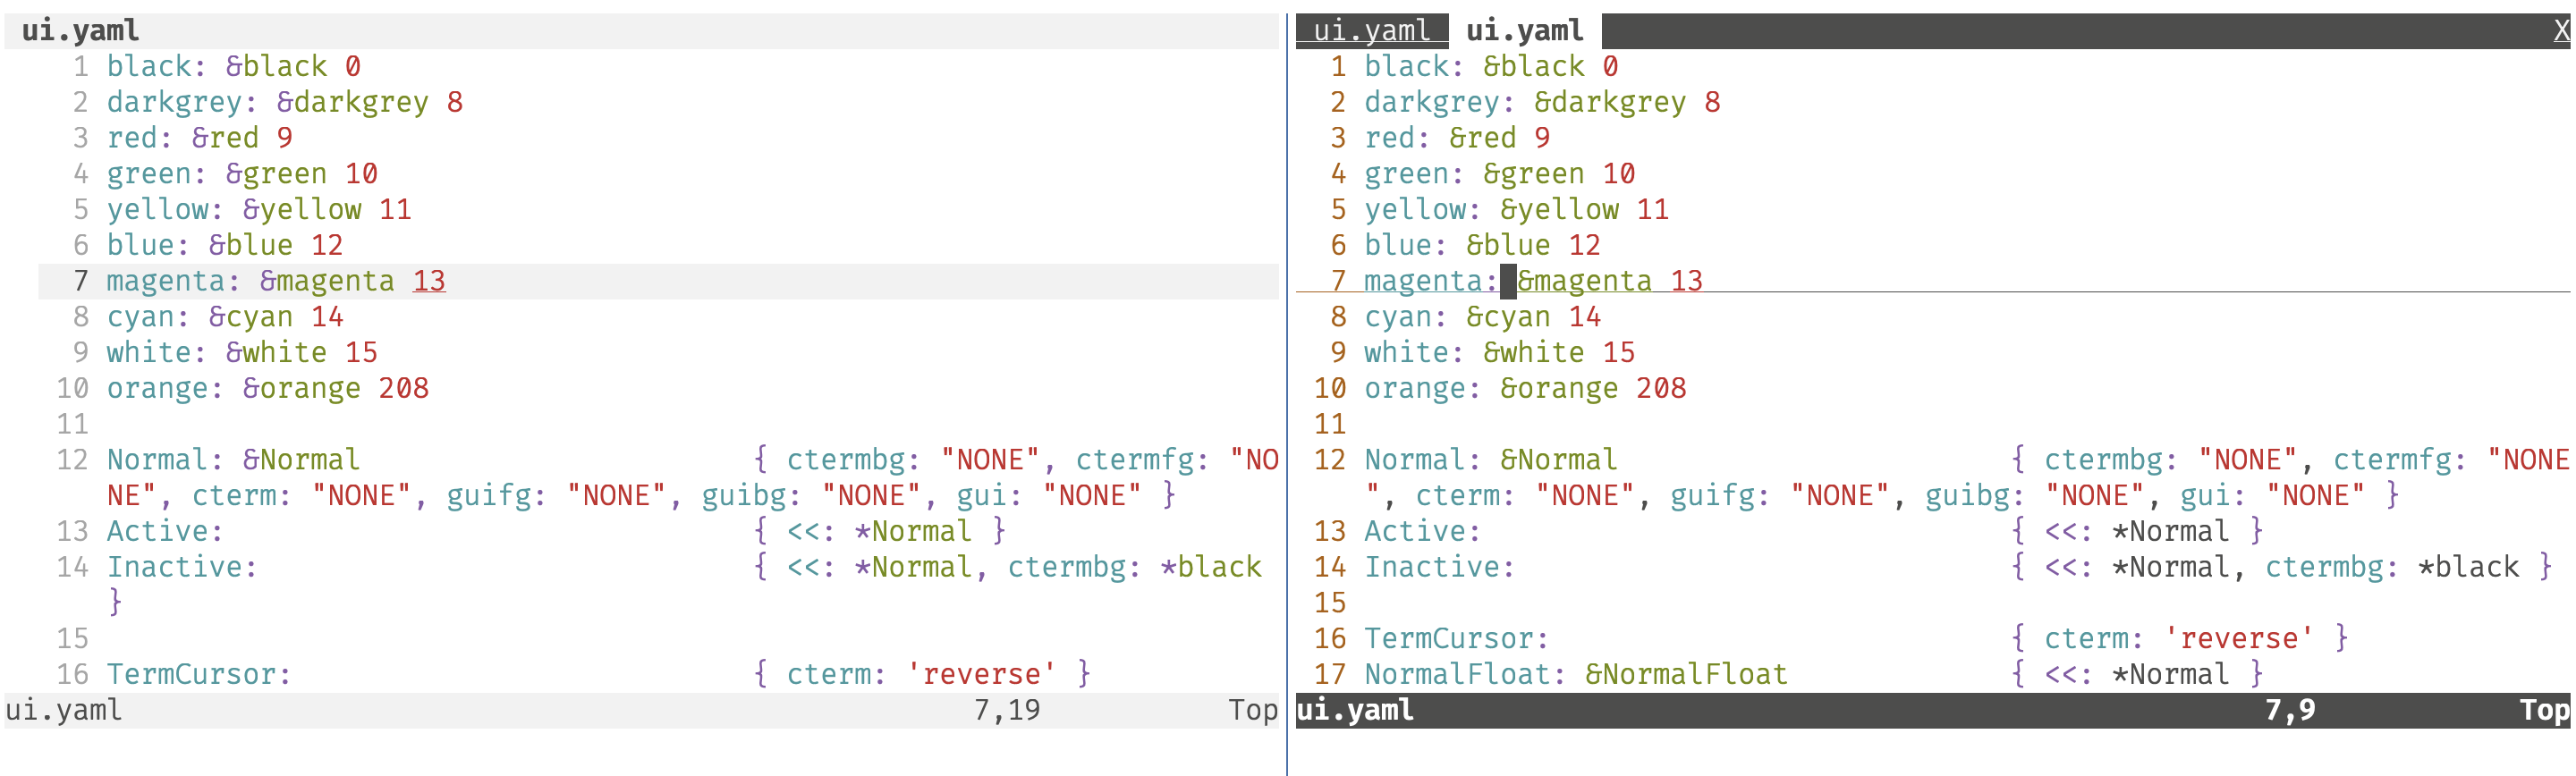 ui.yaml
1 black: &black 0
2 darkgrey: &darkgrey 8
3 red: &red 9
4 green: &green 10
5 yellow: &yellow 11
6 blue: &blue 12
7 magenta: &magenta 13
8 cyan: &cyan 14
9 white: &white 15
10 orange: &orange 208
11
12 Normal: &Normal { ctermbg: "NONE", ctermfg: "NO
NE", cterm: "NONE", guifg: "NONE", guibg: "NONE", gui: "NONE" }
13 Active: { <<: *Normal }
14 Inactive: { <<: *Normal, ctermbg: *black
}
15
16 TermCursor: { cterm: 'reverse' }
ui.yaml 7,19 Top
ui.yaml ui.yaml X
1 black: &black 0
2 darkgrey: &darkgrey 8
3 red: &red 9
4 green: &green 10
5 yellow: &yellow 11
6 blue: &blue 12
7 magenta: &magenta 13
8 cyan: &cyan 14
9 white: &white 15
10 orange: &orange 208
11
12 Normal: &Normal { ctermbg: "NONE", ctermfg: "NONE
", cterm: "NONE", guifg: "NONE", guibg: "NONE", gui: "NONE" }
13 Active: { <<: *Normal }
14 Inactive: { <<: *Normal, ctermbg: *black }
15
16 TermCursor: { cterm: 'reverse' }
17 NormalFloat: &NormalFloat { <<: *Normal }
ui.yaml 7,9 Top